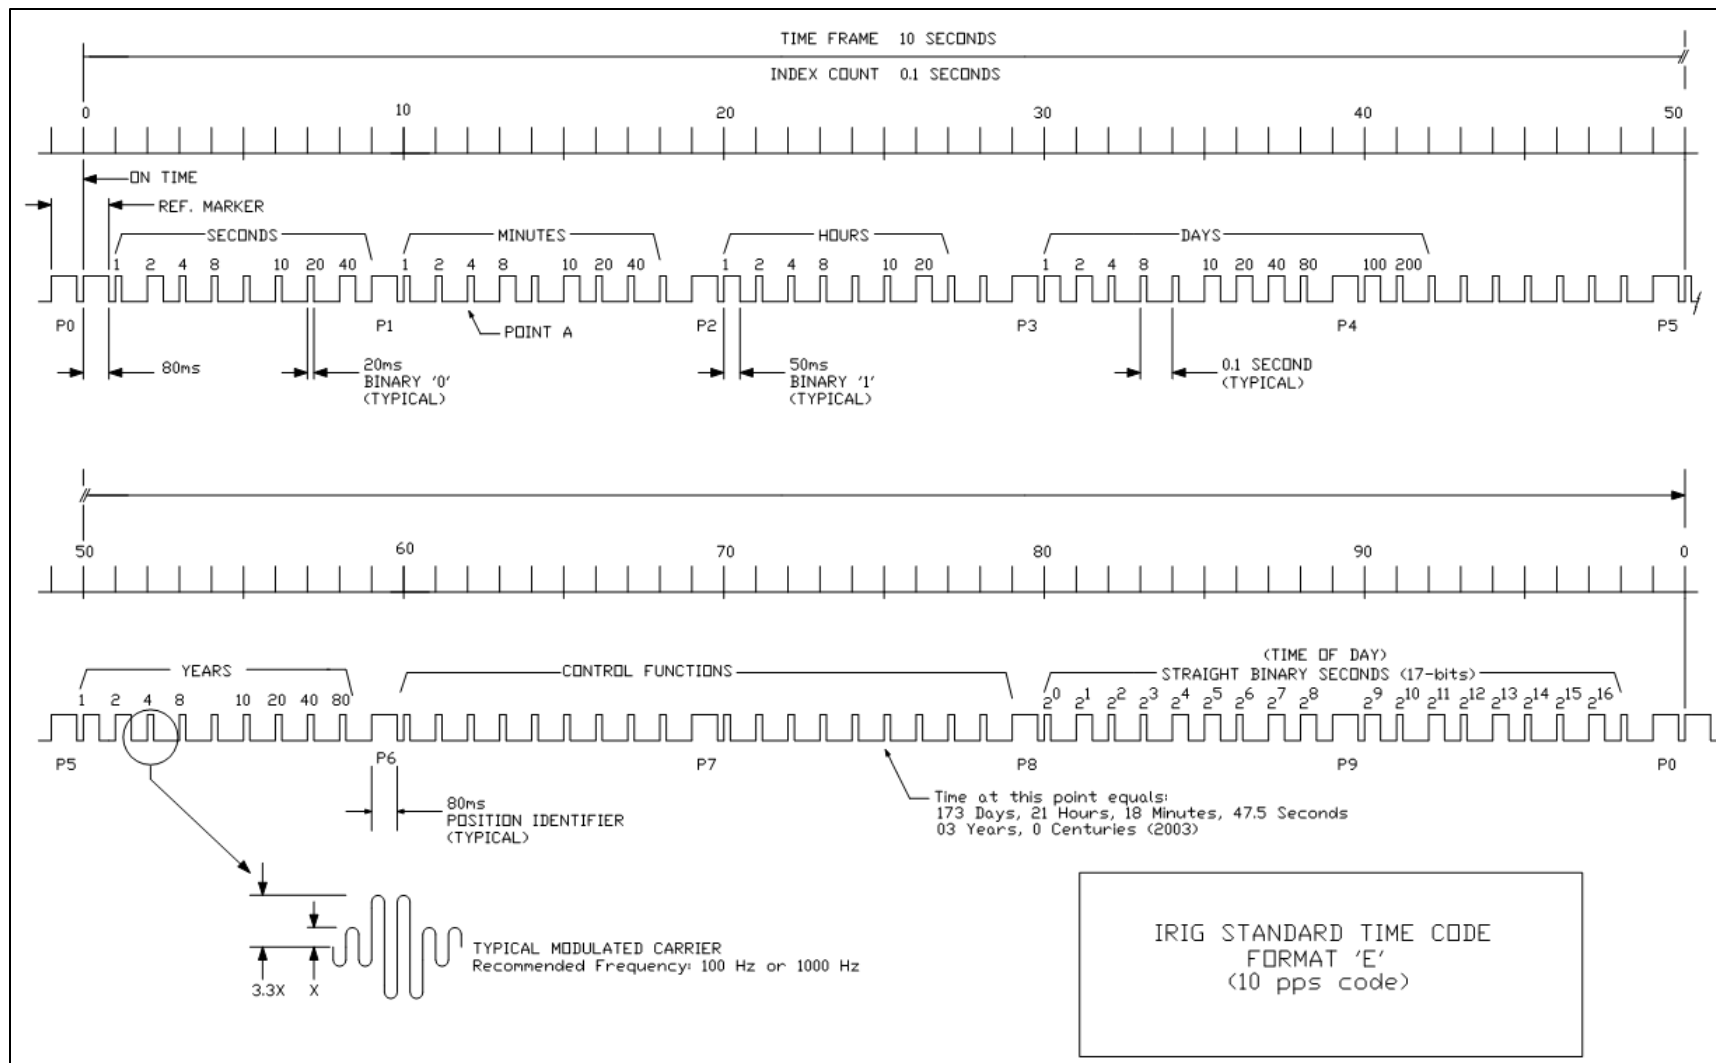 TIME FRAME 10 SECONDS
INDEX COUNT 0.1 SECONDS
0 10 20 30 40 50
ON TIME
REF. MARKER
SECONDS MINUTES HOURS DAYS
1 2 4 8 10 20 40 1 2 4 8 10 20 40 1 2 4 8 10 20 1 2 4 8 10 20 40 80 100 200
P0 P1 P2 P3 P4 P5
POINT A
80ms
20ms
BINARY '0'
(TYPICAL)
50ms
BINARY '1'
(TYPICAL)
0.1 SECOND
(TYPICAL)
50 60 70 80 90 0
YEARS CONTROL FUNCTIONS
(TIME OF DAY)
STRAIGHT BINARY SECONDS (17-bits)
1 2 4 8 10 20 40 80 2^0 2^1 2^2 2^3 2^4 2^5 2^6 2^7 2^8 2^9 2^10 2^11 2^12 2^13 2^14 2^15 2^16
P5 P6 P7 P8 P9 P0
80ms
POSITION IDENTIFIER
(TYPICAL)
Time at this point equals:
173 Days, 21 Hours, 18 Minutes, 47.5 Seconds
03 Years, 0 Centuries (2003)
TYPICAL MODULATED CARRIER
Recommended Frequency: 100 Hz or 1000 Hz
3.3X X
IRIG STANDARD TIME CODE
FORMAT 'E'
(10 pps code)